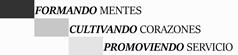 FORMANDO MENTES
CULTIVANDO CORAZONES
PROMOVIENDO SERVICIO